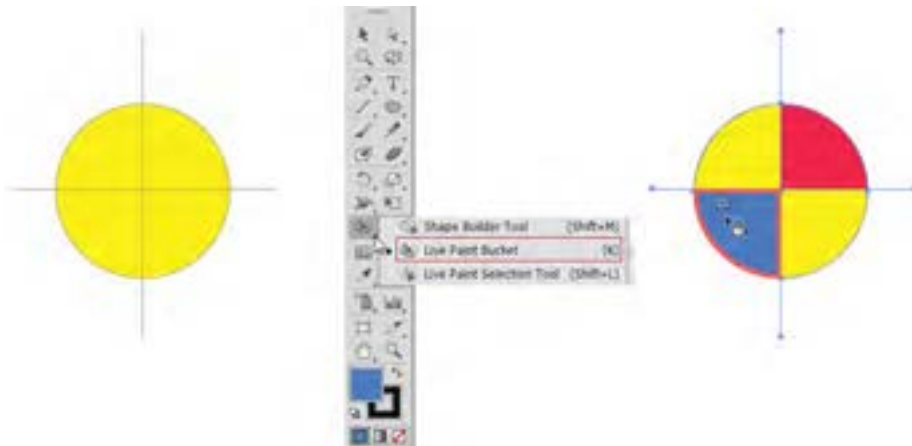 Shape Builder Tool (Shift+M)
Live Paint Bucket (K)
Live Paint Selection Tool (Shift+L)